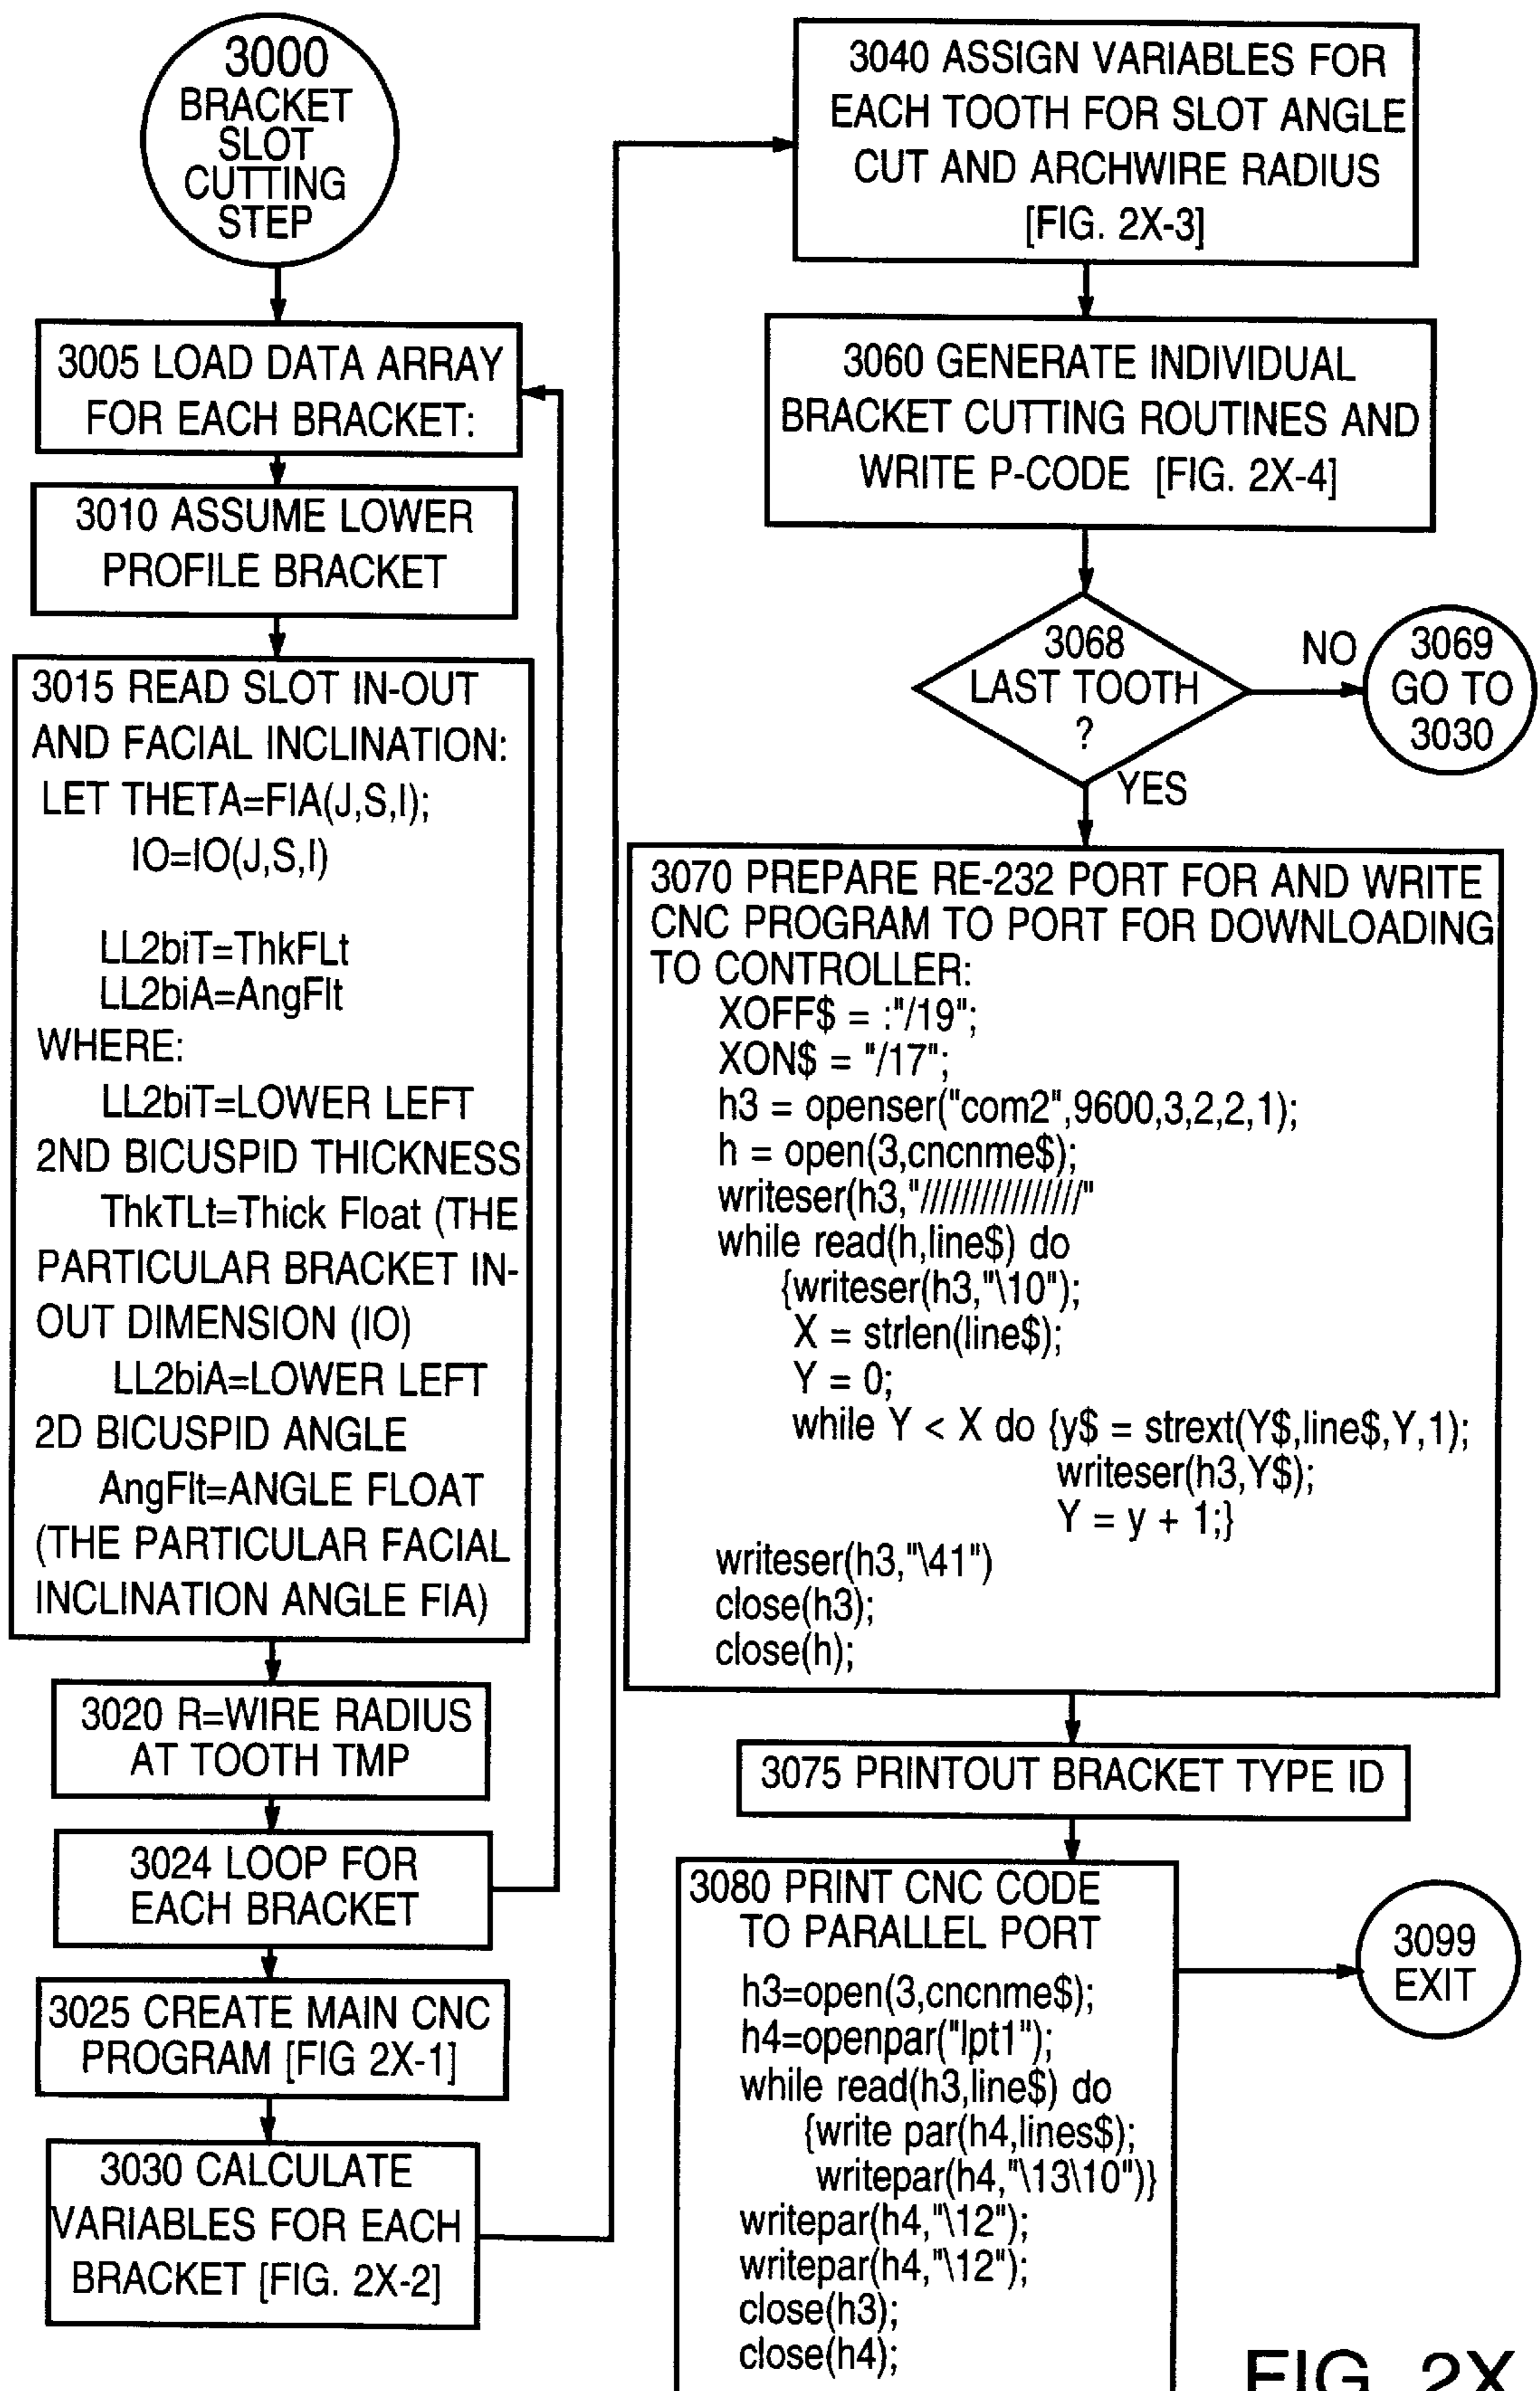 3000
BRACKET
SLOT
CUTTING
STEP
3005 LOAD DATA ARRAY
FOR EACH BRACKET:
3010 ASSUME LOWER
PROFILE BRACKET
3015 READ SLOT IN-OUT
AND FACIAL INCLINATION:
LET THETA=FIA(J,S,I);
IO=IO(J,S,I)
LL2biT=ThkFLt
LL2biA=AngFlt
WHERE:
LL2biT=LOWER LEFT
2ND BICUSPID THICKNESS
ThkTLt=Thick Float (THE
PARTICULAR BRACKET IN-
OUT DIMENSION (IO)
LL2biA=LOWER LEFT
2D BICUSPID ANGLE
AngFlt=ANGLE FLOAT
(THE PARTICULAR FACIAL
INCLINATION ANGLE FIA)
3020 R=WIRE RADIUS
AT TOOTH TMP
3024 LOOP FOR
EACH BRACKET
3025 CREATE MAIN CNC
PROGRAM [FIG 2X-1]
3030 CALCULATE
VARIABLES FOR EACH
BRACKET [FIG. 2X-2]
3040 ASSIGN VARIABLES FOR
EACH TOOTH FOR SLOT ANGLE
CUT AND ARCHWIRE RADIUS
[FIG. 2X-3]
3060 GENERATE INDIVIDUAL
BRACKET CUTTING ROUTINES AND
WRITE P-CODE [FIG. 2X-4]
3068
LAST TOOTH
?
NO
3069
GO TO
3030
YES
3070 PREPARE RE-232 PORT FOR AND WRITE
CNC PROGRAM TO PORT FOR DOWNLOADING
TO CONTROLLER:
XOFF$ = :"/19";
XON$ = "/17";
h3 = openser("com2",9600,3,2,2,1);
h = open(3,cncnme$);
writeser(h3,"////////////////"
while read(h,line$) do
{writeser(h3,"\10");
X = strlen(line$);
Y = 0;
while Y < X do {y$ = strext(Y$,line$,Y,1);
writeser(h3,Y$);
Y = y + 1;}
writeser(h3,"\41")
close(h3);
close(h);
3075 PRINTOUT BRACKET TYPE ID
3080 PRINT CNC CODE
TO PARALLEL PORT
h3=open(3,cncnme$);
h4=openpar("lpt1");
while read(h3,line$) do
{write par(h4,lines$);
writepar(h4,"\13\10")}
writepar(h4,"\12");
writepar(h4,"\12");
close(h3);
close(h4);
3099
EXIT
FIG. 2X